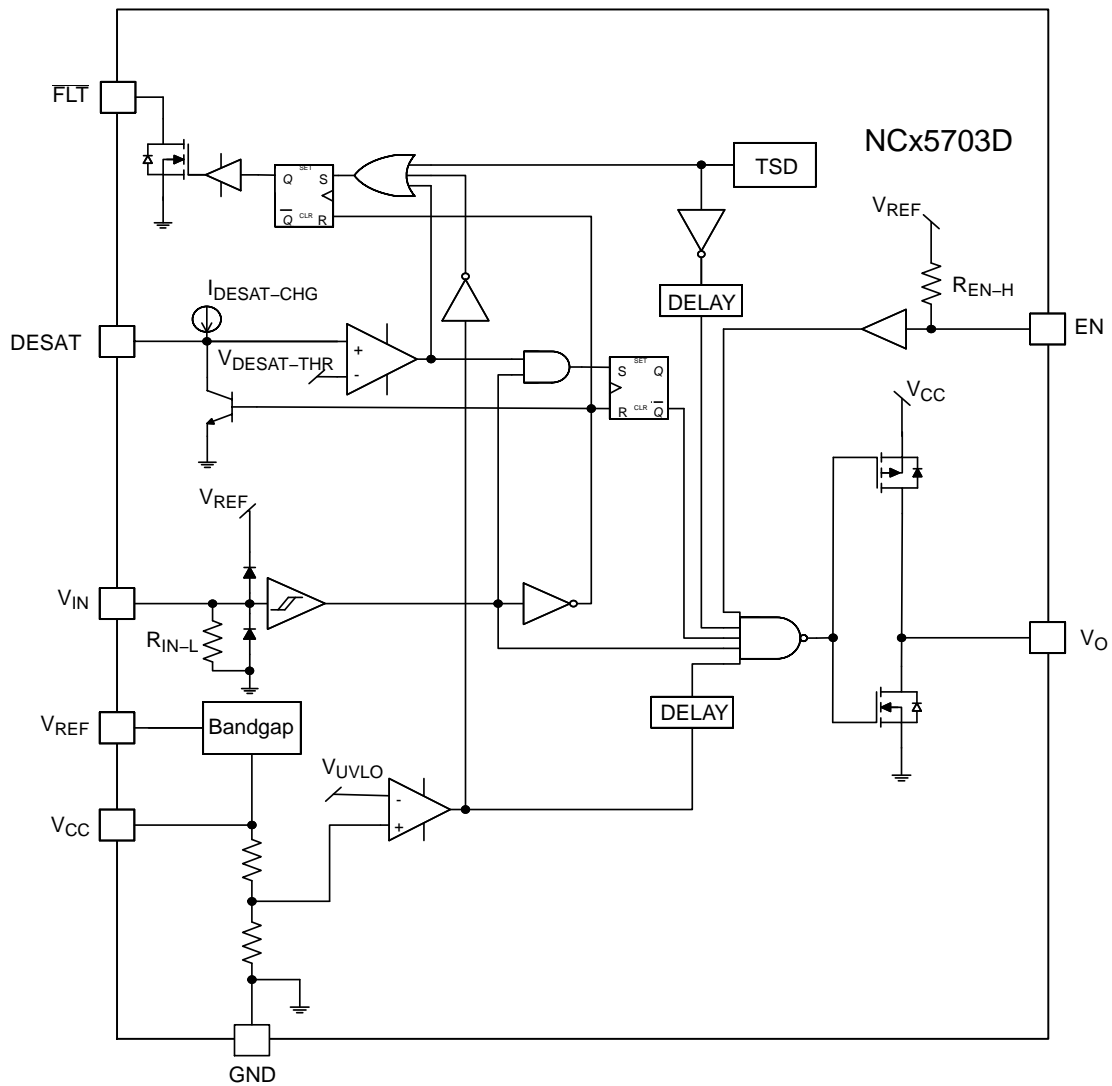 FLT
NCx5703D
TSD
Q SET S
Q CLR R
VREF
REN-H
IDESAT-CHG
DELAY
DESAT
EN
VDESAT-THR
+
-
S SET Q
R CLR Q
VCC
VREF
VIN
RIN-L
VO
VREF
Bandgap
DELAY
VUVLO
-
+
VCC
GND